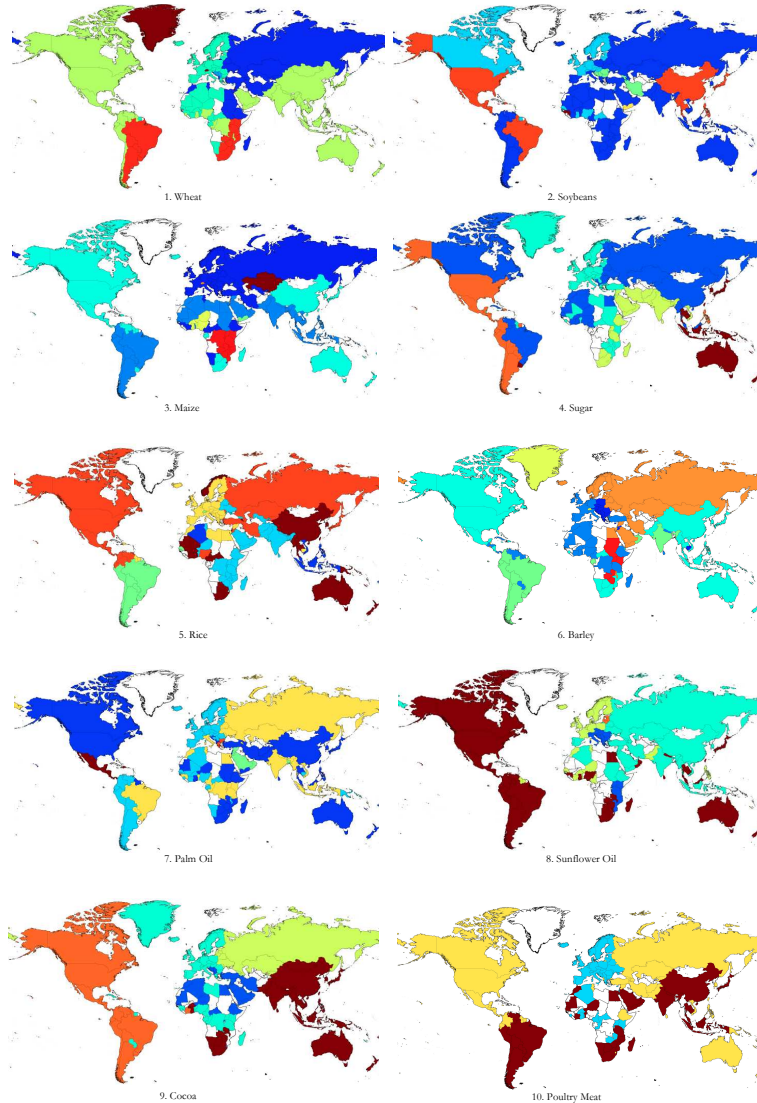 1. Wheat
2. Soybeans
3. Maize
4. Sugar
5. Rice
6. Barley
7. Palm Oil
8. Sunflower Oil
9. Cocoa
10. Poultry Meat